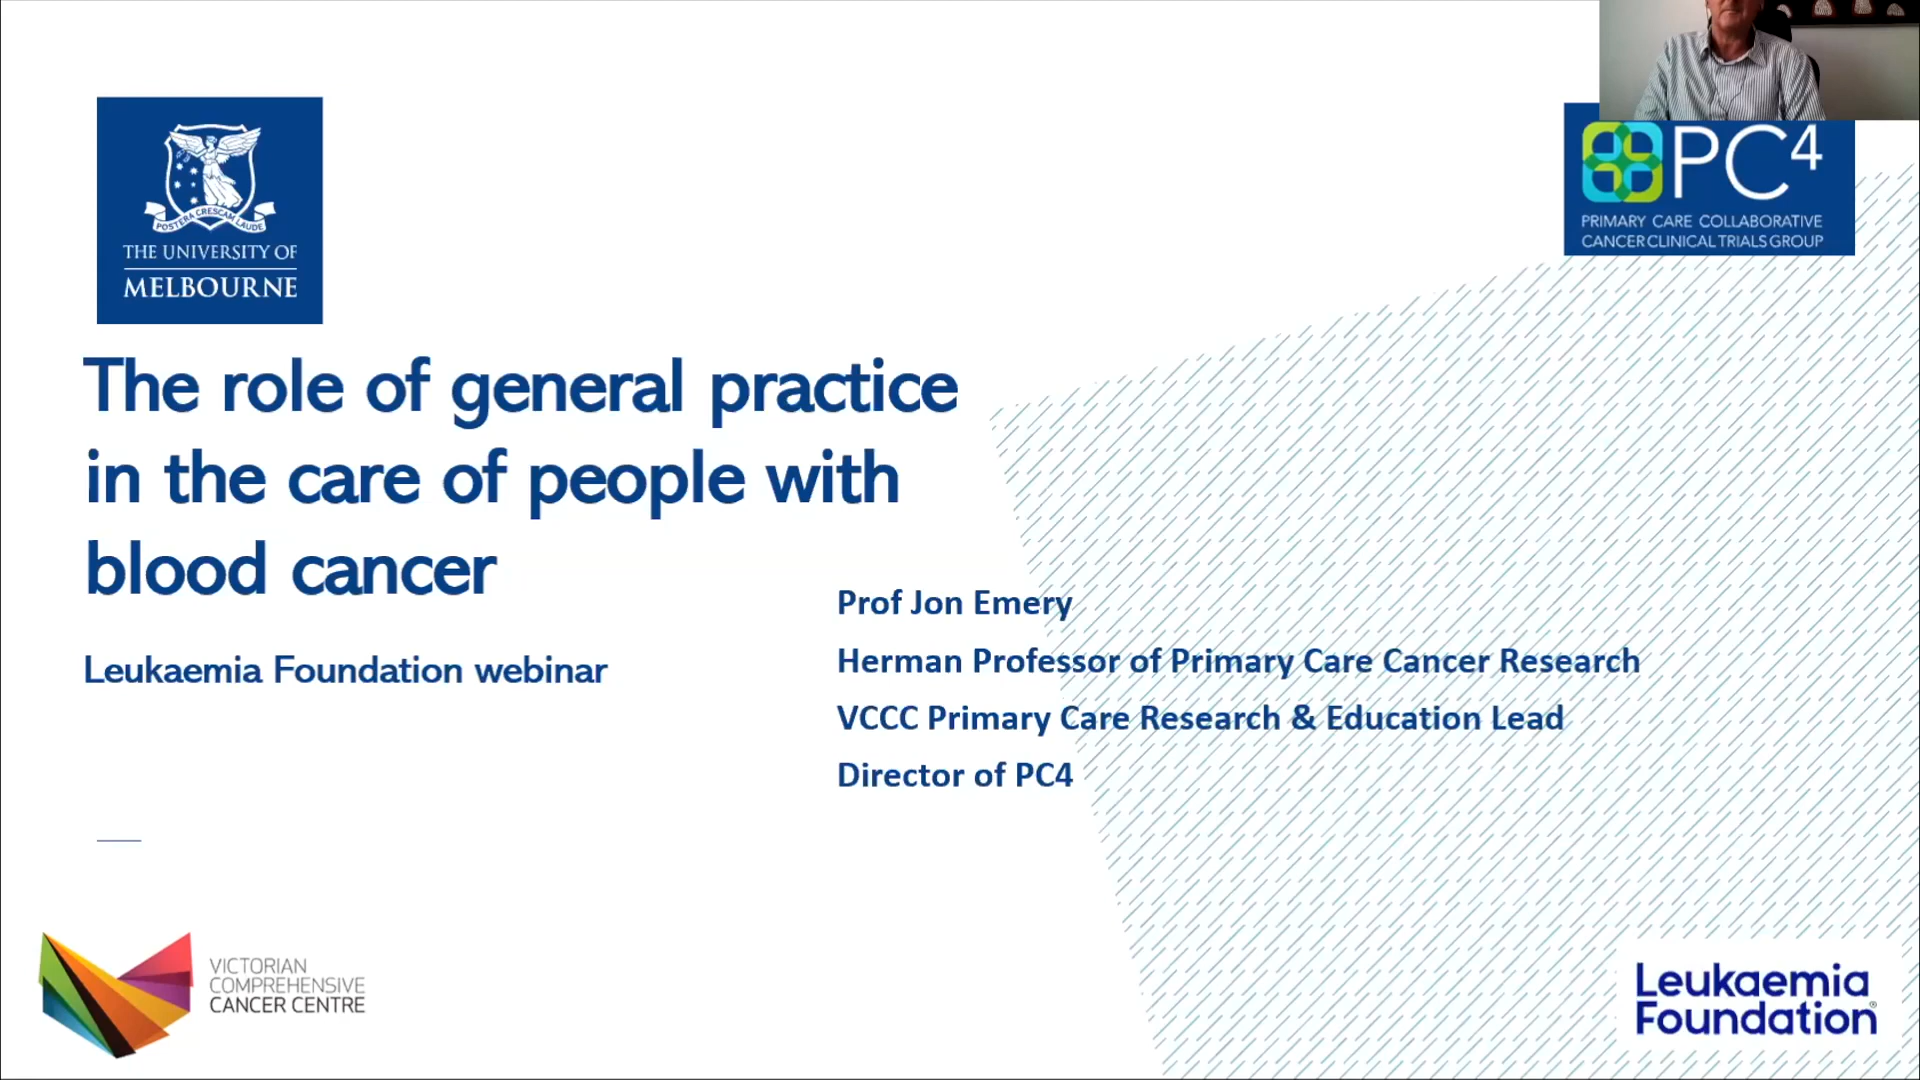 POSTERA CRESCAM LAUDE
THE UNIVERSITY OF
MELBOURNE
PC4
PRIMARY CARE COLLABORATIVE
CANCER CLINICAL TRIALS GROUP
The role of general practice
in the care of people with
blood cancer
Leukaemia Foundation webinar
Prof Jon Emery
Herman Professor of Primary Care Cancer Research
VCCC Primary Care Research & Education Lead
Director of PC4
VICTORIAN
COMPREHENSIVE
CANCER CENTRE
Leukaemia
Foundation®